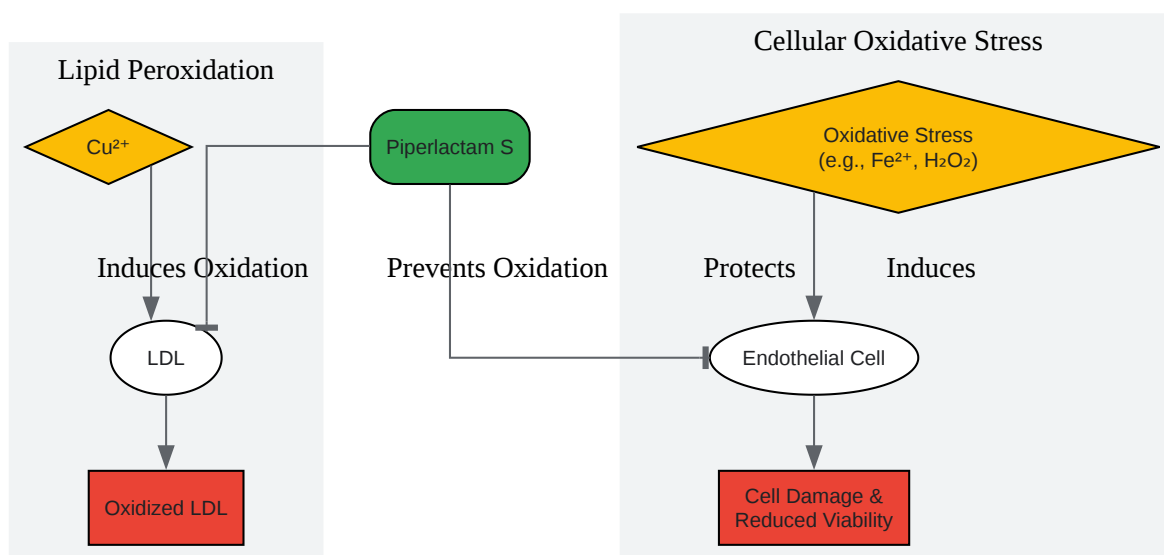 Cellular Oxidative Stress
Lipid Peroxidation
Cu²⁺
Piperlactam S
Oxidative Stress
(e.g., Fe²⁺, H₂O₂)
Induces Oxidation
Prevents Oxidation
Protects
Induces
LDL
Endothelial Cell
Oxidized LDL
Cell Damage &
Reduced Viability